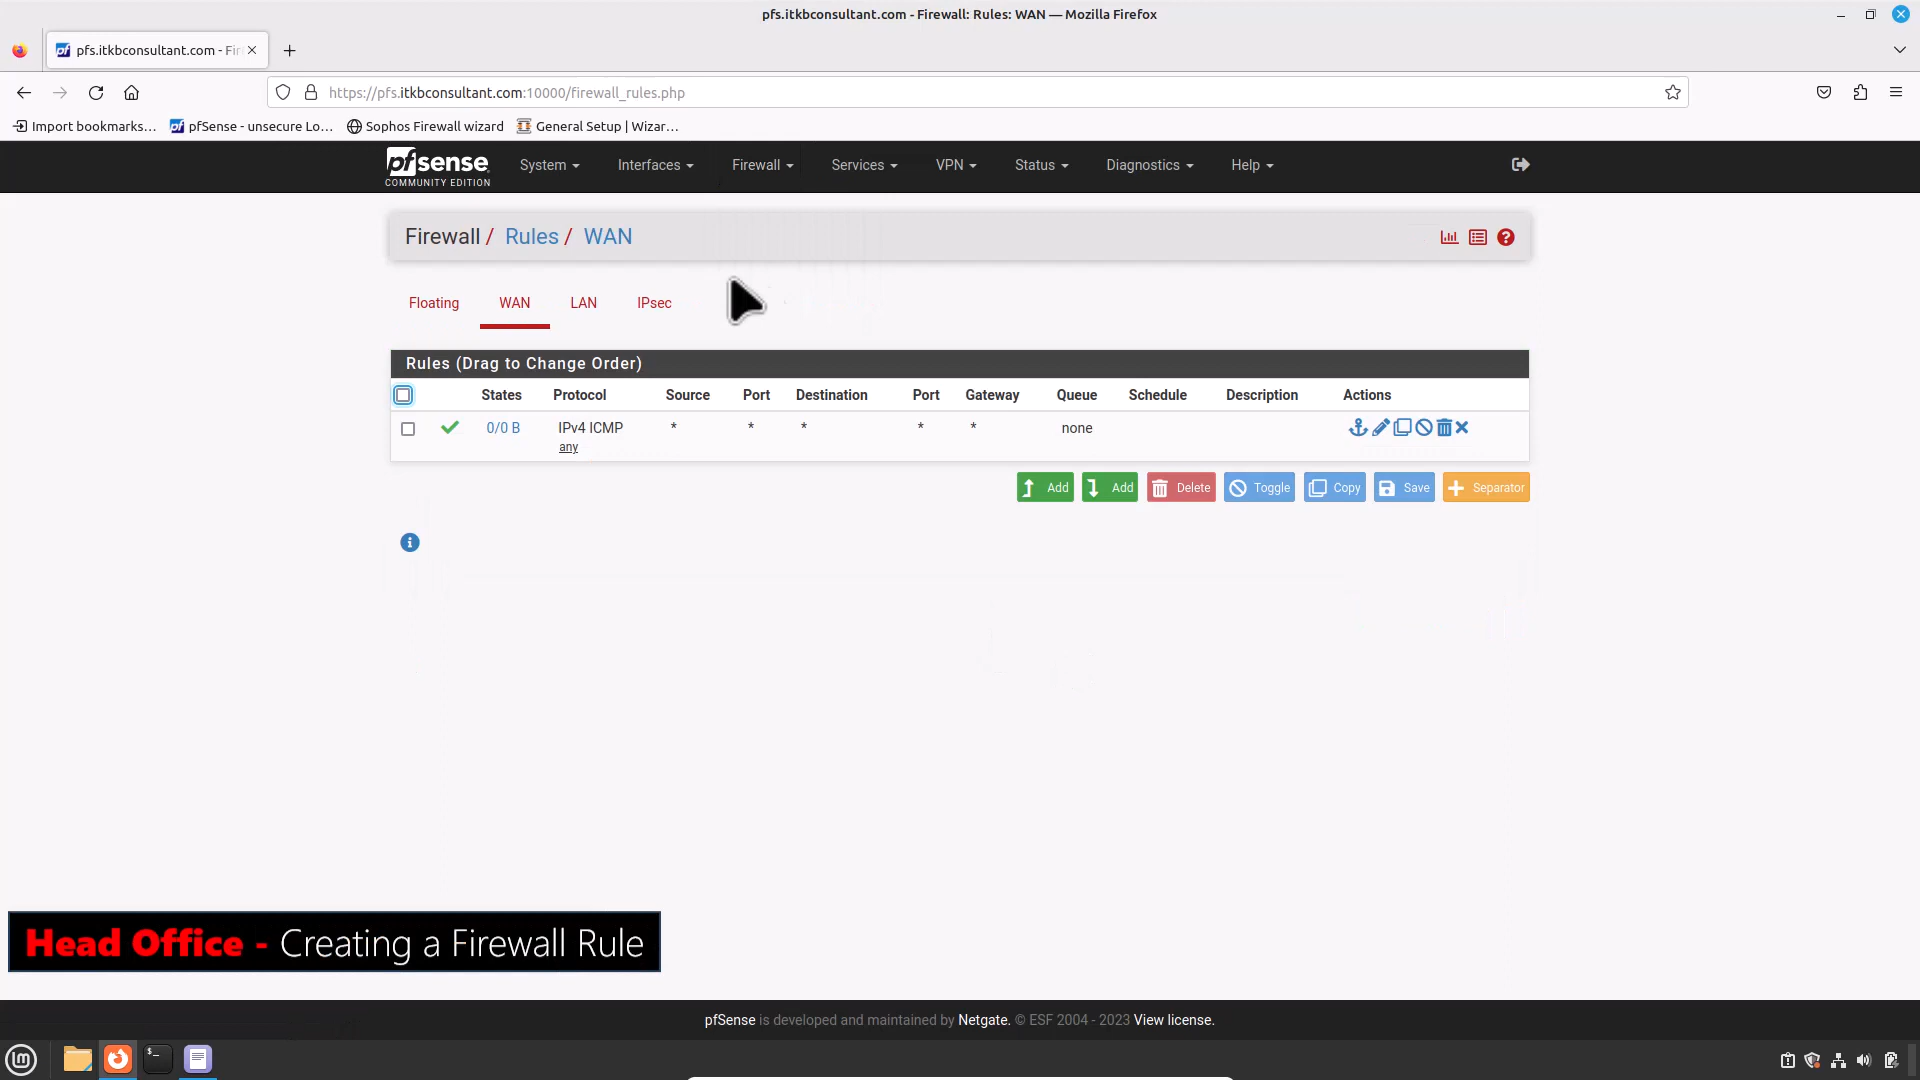 pfs.itkbconsultant.com - Firewall: Rules: WAN — Mozilla Firefox
pfs.itkbconsultant.com - Fir
https://pfs.itkbconsultant.com:10000/firewall_rules.php
Import bookmarks... pfSense - unsecure Lo... Sophos Firewall wizard General Setup | Wizar...
pfsense COMMUNITY EDITION System Interfaces Firewall Services VPN Status Diagnostics Help
Firewall / Rules / WAN
Floating WAN LAN IPsec
Rules (Drag to Change Order)
States Protocol Source Port Destination Port Gateway Queue Schedule Description Actions
0/0 B IPv4 ICMP * * * * * none
any
Add Add Delete Toggle Copy Save Separator
Head Office - Creating a Firewall Rule
pfSense is developed and maintained by Netgate. © ESF 2004 - 2023 View license.